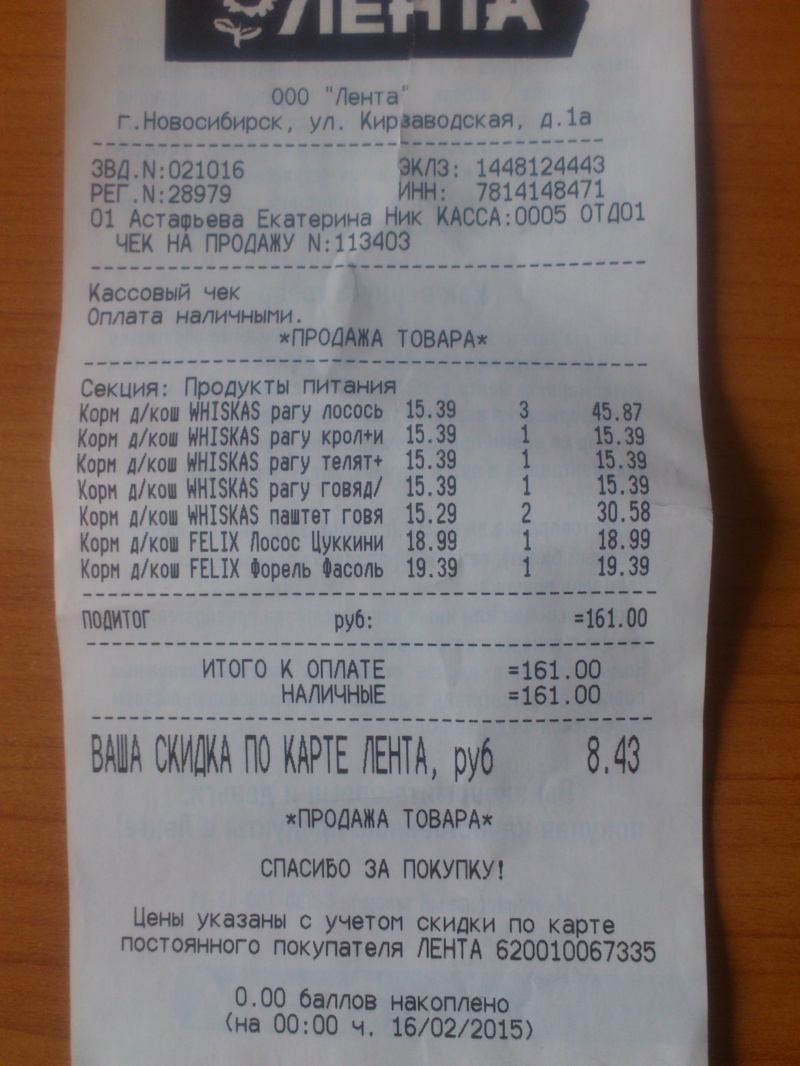 ЛЕНТА
ООО "Лента"
г.Новосибирск, ул. Кирзаводская, д.1а
ЗВД.N:021016 ЭКЛЗ: 1448124443
РЕГ.N:28979 ИНН: 7814148471
01 Астафьева Екатерина Ник КАССА:0005 ОТД01
ЧЕК НА ПРОДАЖУ N:113403
Кассовый чек
Оплата наличными.
*ПРОДАЖА ТОВАРА*
Секция: Продукты питания
Корм д/кош WHISKAS рагу лосось 15.39 3 45.87
Корм д/кош WHISKAS рагу крол+и 15.39 1 15.39
Корм д/кош WHISKAS рагу телят+ 15.39 1 15.39
Корм д/кош WHISKAS рагу говяд/ 15.39 1 15.39
Корм д/кош WHISKAS паштет говя 15.29 2 30.58
Корм д/кош FELIX Лосос Цуккини 18.99 1 18.99
Корм д/кош FELIX Форель Фасоль 19.39 1 19.39
ПОДИТОГ руб: =161.00
ИТОГО К ОПЛАТЕ =161.00
НАЛИЧНЫЕ =161.00
ВАША СКИДКА ПО КАРТЕ ЛЕНТА, руб 8.43
*ПРОДАЖА ТОВАРА*
СПАСИБО ЗА ПОКУПКУ!
Цены указаны с учетом скидки по карте
постоянного покупателя ЛЕНТА 620010067335
0.00 баллов накоплено
(на 00:00 ч. 16/02/2015)